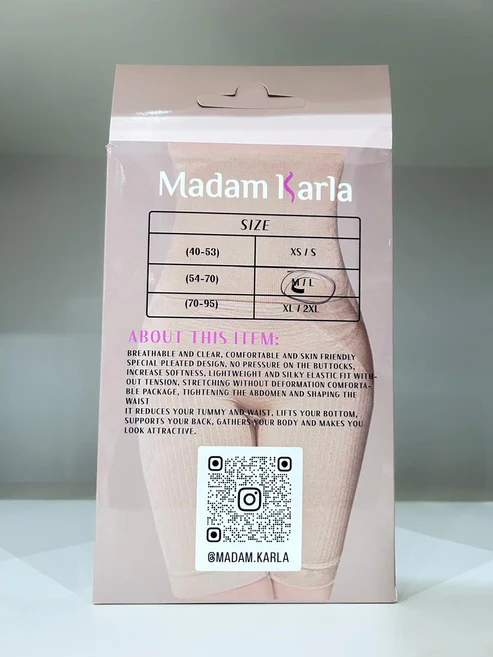 Madam Karla
SIZE
(40-53) XS / S
(54-70) M / L
(70-95) XL / 2XL
ABOUT THIS ITEM:
BREATHABLE AND CLEAR, COMFORTABLE AND SKIN FRIENDLY
SPECIAL PLEATED DESIGN, NO PRESSURE ON THE BUTTOCKS,
INCREASE SOFTNESS, LIGHTWEIGHT AND SILKY ELASTIC FIT WITH-
OUT TENSION, STRETCHING WITHOUT DEFORMATION COMFORTA-
BLE PACKAGE, TIGHTENING THE ABDOMEN AND SHAPING THE
WAIST
IT REDUCES YOUR TUMMY AND WAIST, LIFTS YOUR BOTTOM,
SUPPORTS YOUR BACK, GATHERS YOUR BODY AND MAKES YOU
LOOK ATTRACTIVE.
@MADAM.KARLA